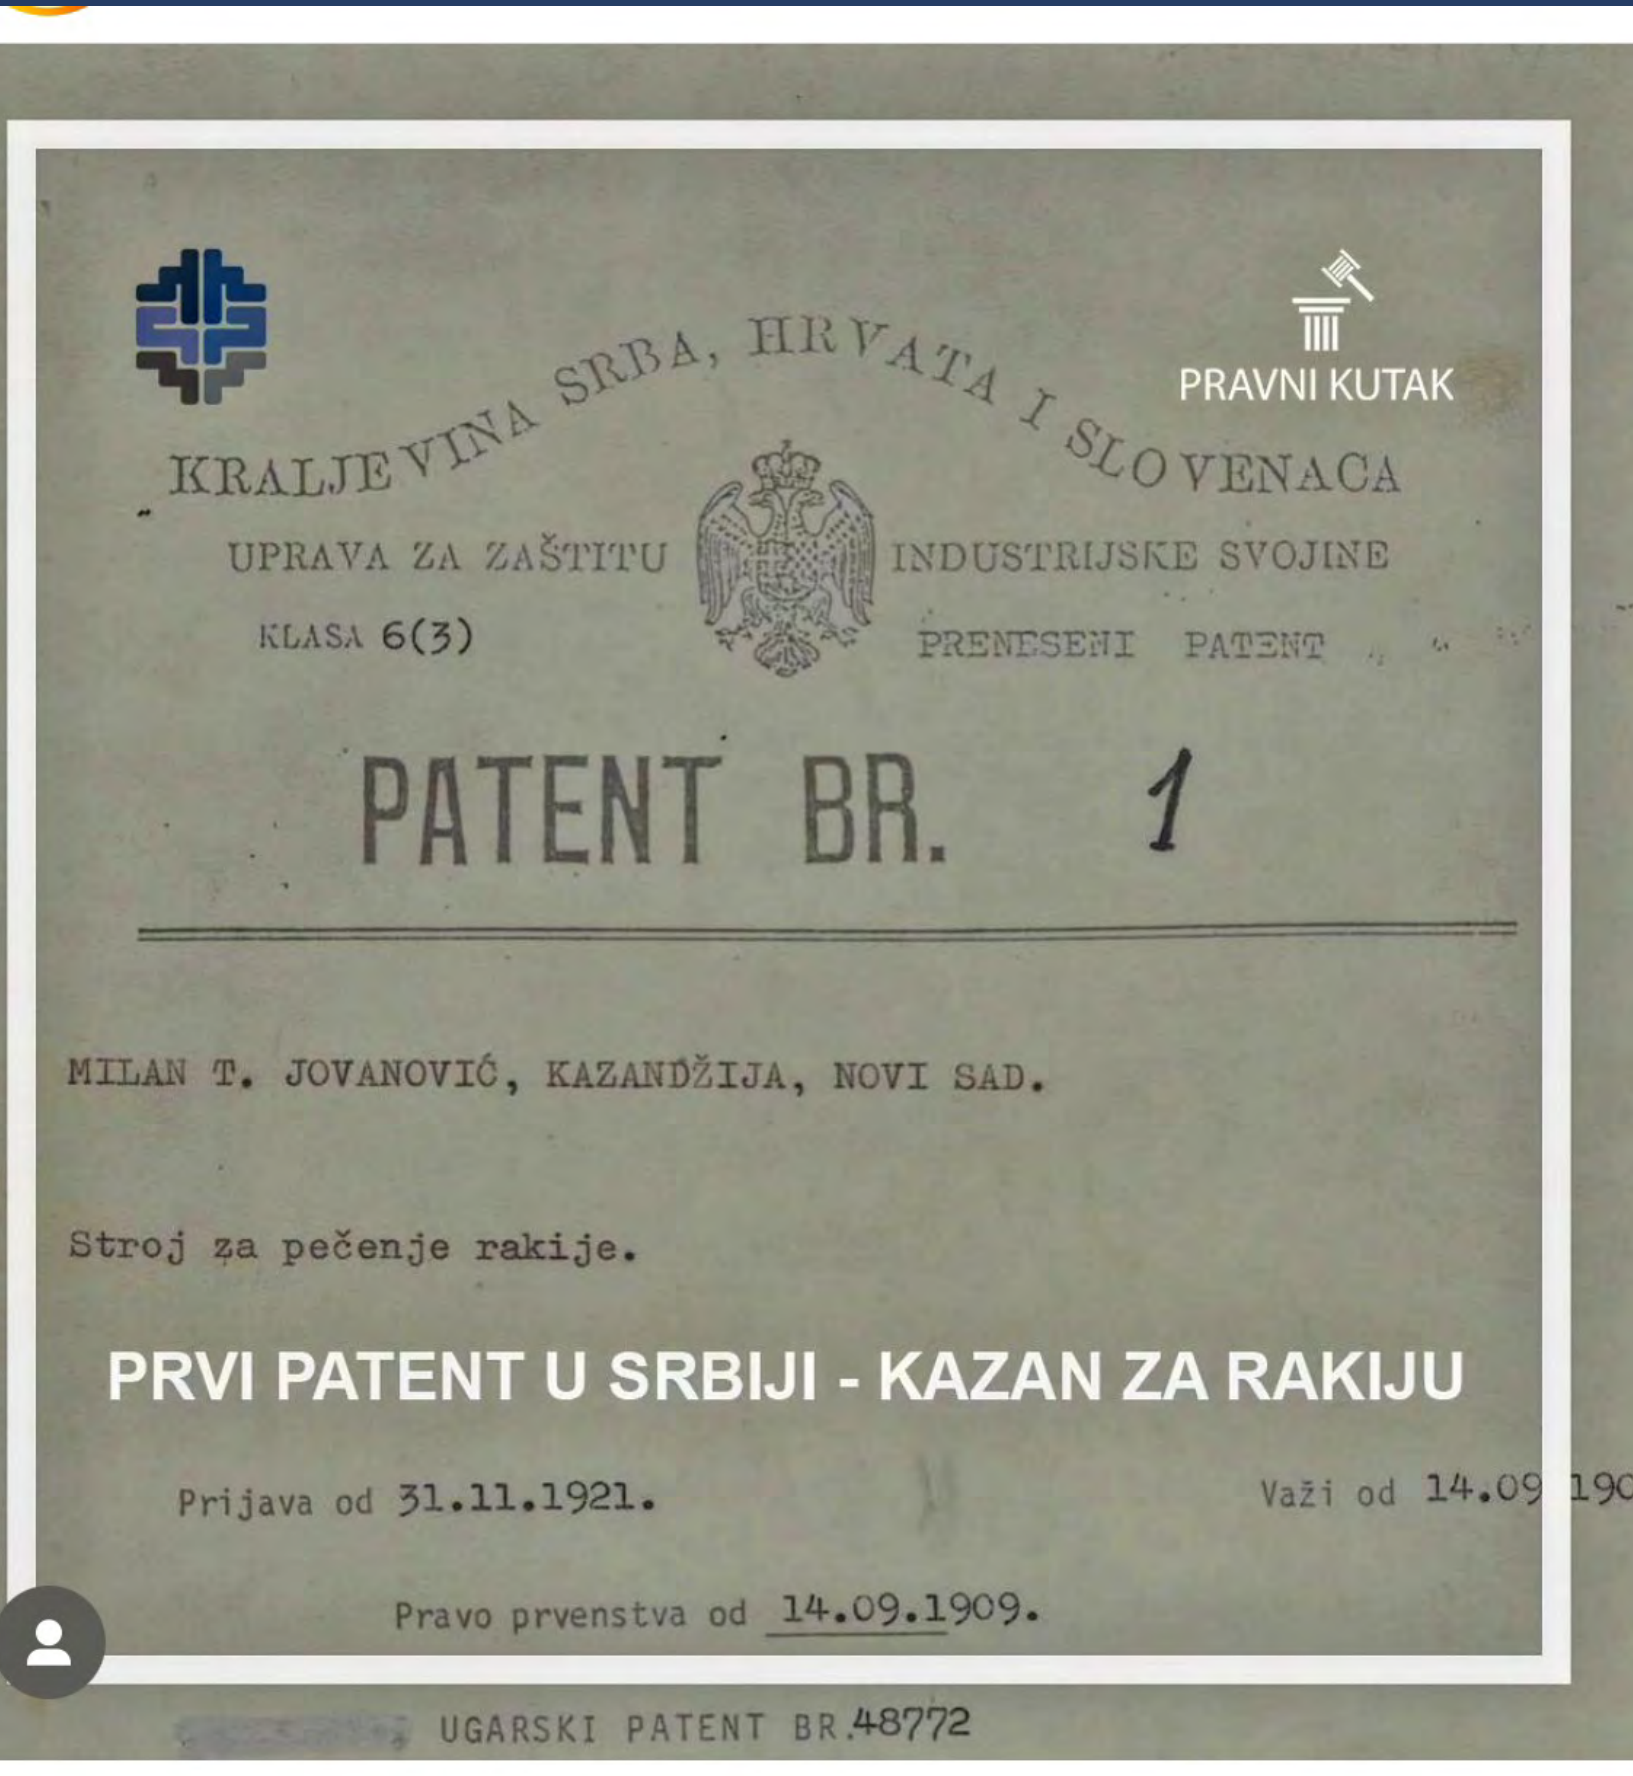 PRAVNI KUTAK
KRALJEVINA SRBA, HRVATA I SLOVENACA
UPRAVA ZA ZAŠTITU INDUSTRIJSKE SVOJINE
KLASA 6(3) PRENESENI PATENT
PATENT BR. 1
MILAN T. JOVANOVIĆ, KAZANDŽIJA, NOVI SAD.
Stroj za pečenje rakije.
PRVI PATENT U SRBIJI - KAZAN ZA RAKIJU
Prijava od 31.11.1921. Važi od 14.09 190
Pravo prvenstva od 14.09.1909.
UGARSKI PATENT BR.48772